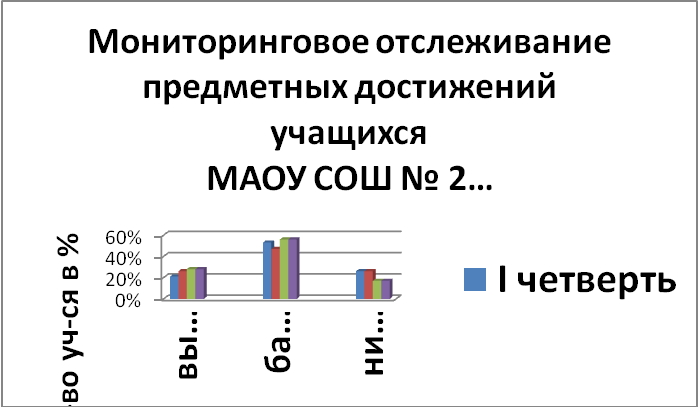 Мониторинговое отслеживание
предметных достижений
учащихся
МАОУ СОШ № 2...
-во уч-ся в %
60%
40%
20%
0%
вы...
ба...
ни...
I четверть